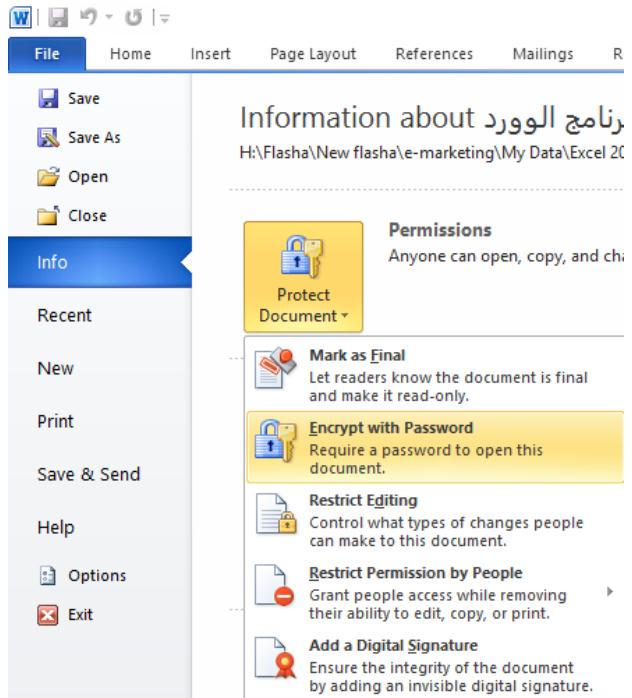 File Home Insert Page Layout References Mailings
Save
Save As
Open
Close
Info
Recent
New
Print
Save & Send
Help
Options
Exit
Information about برنامج الوورد
H:\Flasha\New flasha\e-marketing\My Data\Excel 20
Permissions
Anyone can open, copy, and cha
Protect
Document
Mark as Final
Let readers know the document is final
and make it read-only.
Encrypt with Password
Require a password to open this
document.
Restrict Editing
Control what types of changes people
can make to this document.
Restrict Permission by People
Grant people access while removing
their ability to edit, copy, or print.
Add a Digital Signature
Ensure the integrity of the document
by adding an invisible digital signature.